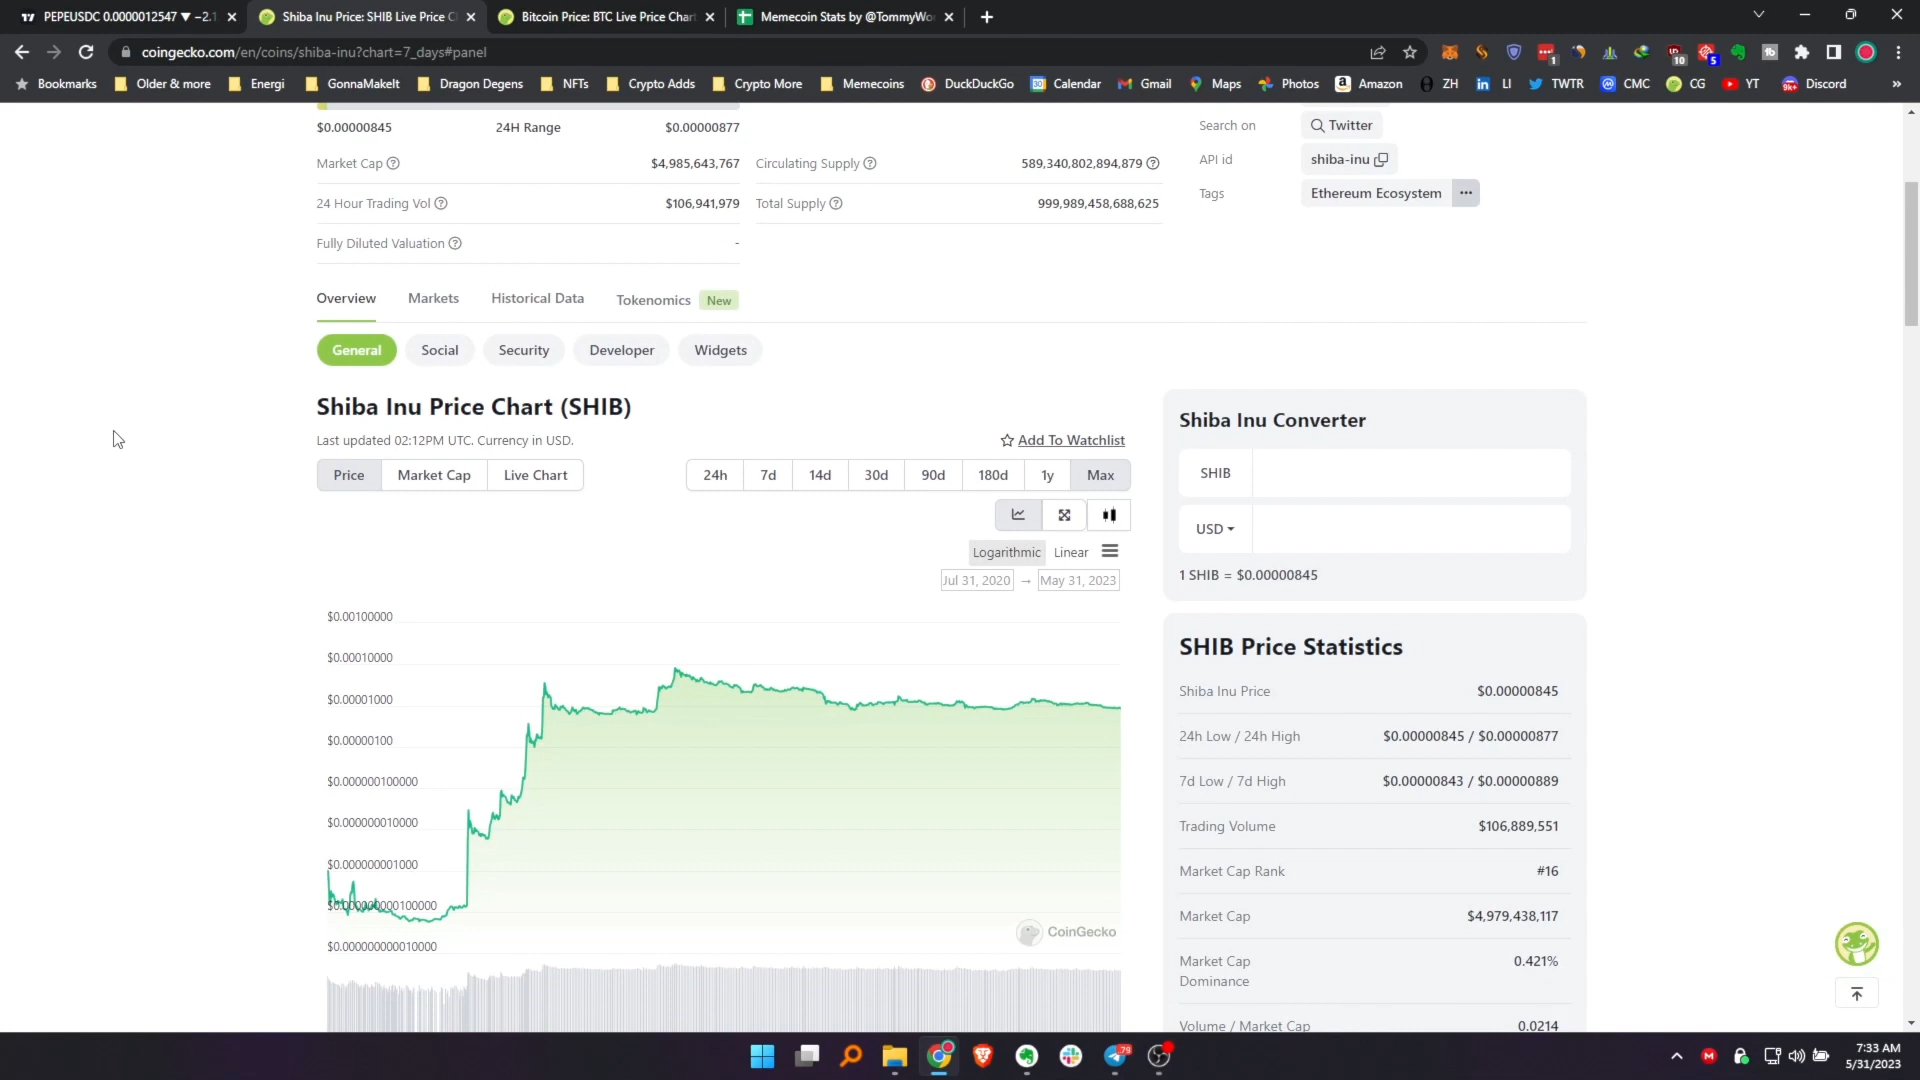 PEPEUSDC 0.0000012547 ▼ −2.1
Shiba Inu Price: SHIB Live Price C
Bitcoin Price: BTC Live Price Char
Memecoin Stats by @TommyWor
coingecko.com/en/coins/shiba-inu?chart=7_days#panel
1
10
5
Bookmarks
Older & more
Energi
GonnaMakeIt
Dragon Degens
NFTs
Crypto Adds
Crypto More
Memecoins
DuckDuckGo
Calendar
Gmail
Maps
Photos
Amazon
ZH
LI
TWTR
CMC
CG
YT
Discord
»
$0.00000845 24H Range $0.00000877
Market Cap $4,985,643,767
Circulating Supply 589,340,802,894,879
24 Hour Trading Vol $106,941,979
Total Supply 999,989,458,688,625
Fully Diluted Valuation -
Search on Twitter
API id shiba-inu
Tags Ethereum Ecosystem ...
Overview Markets Historical Data Tokenomics New
General Social Security Developer Widgets
Shiba Inu Price Chart (SHIB)
Last updated 02:12PM UTC. Currency in USD.
Add To Watchlist
Price Market Cap Live Chart
24h 7d 14d 30d 90d 180d 1y Max
Logarithmic Linear
Jul 31, 2020 → May 31, 2023
$0.00100000
$0.00010000
$0.00001000
$0.00000100
$0.000000100000
$0.000000010000
$0.000000001000
$0.000000000100000
$0.000000000010000
CoinGecko
Shiba Inu Converter
SHIB
USD
1 SHIB = $0.00000845
SHIB Price Statistics
Shiba Inu Price $0.00000845
24h Low / 24h High $0.00000845 / $0.00000877
7d Low / 7d High $0.00000843 / $0.00000889
Trading Volume $106,889,551
Market Cap Rank #16
Market Cap $4,979,438,117
Market Cap 0.421%
Dominance
Volume / Market Cap 0.0214
79
7:33 AM
5/31/2023